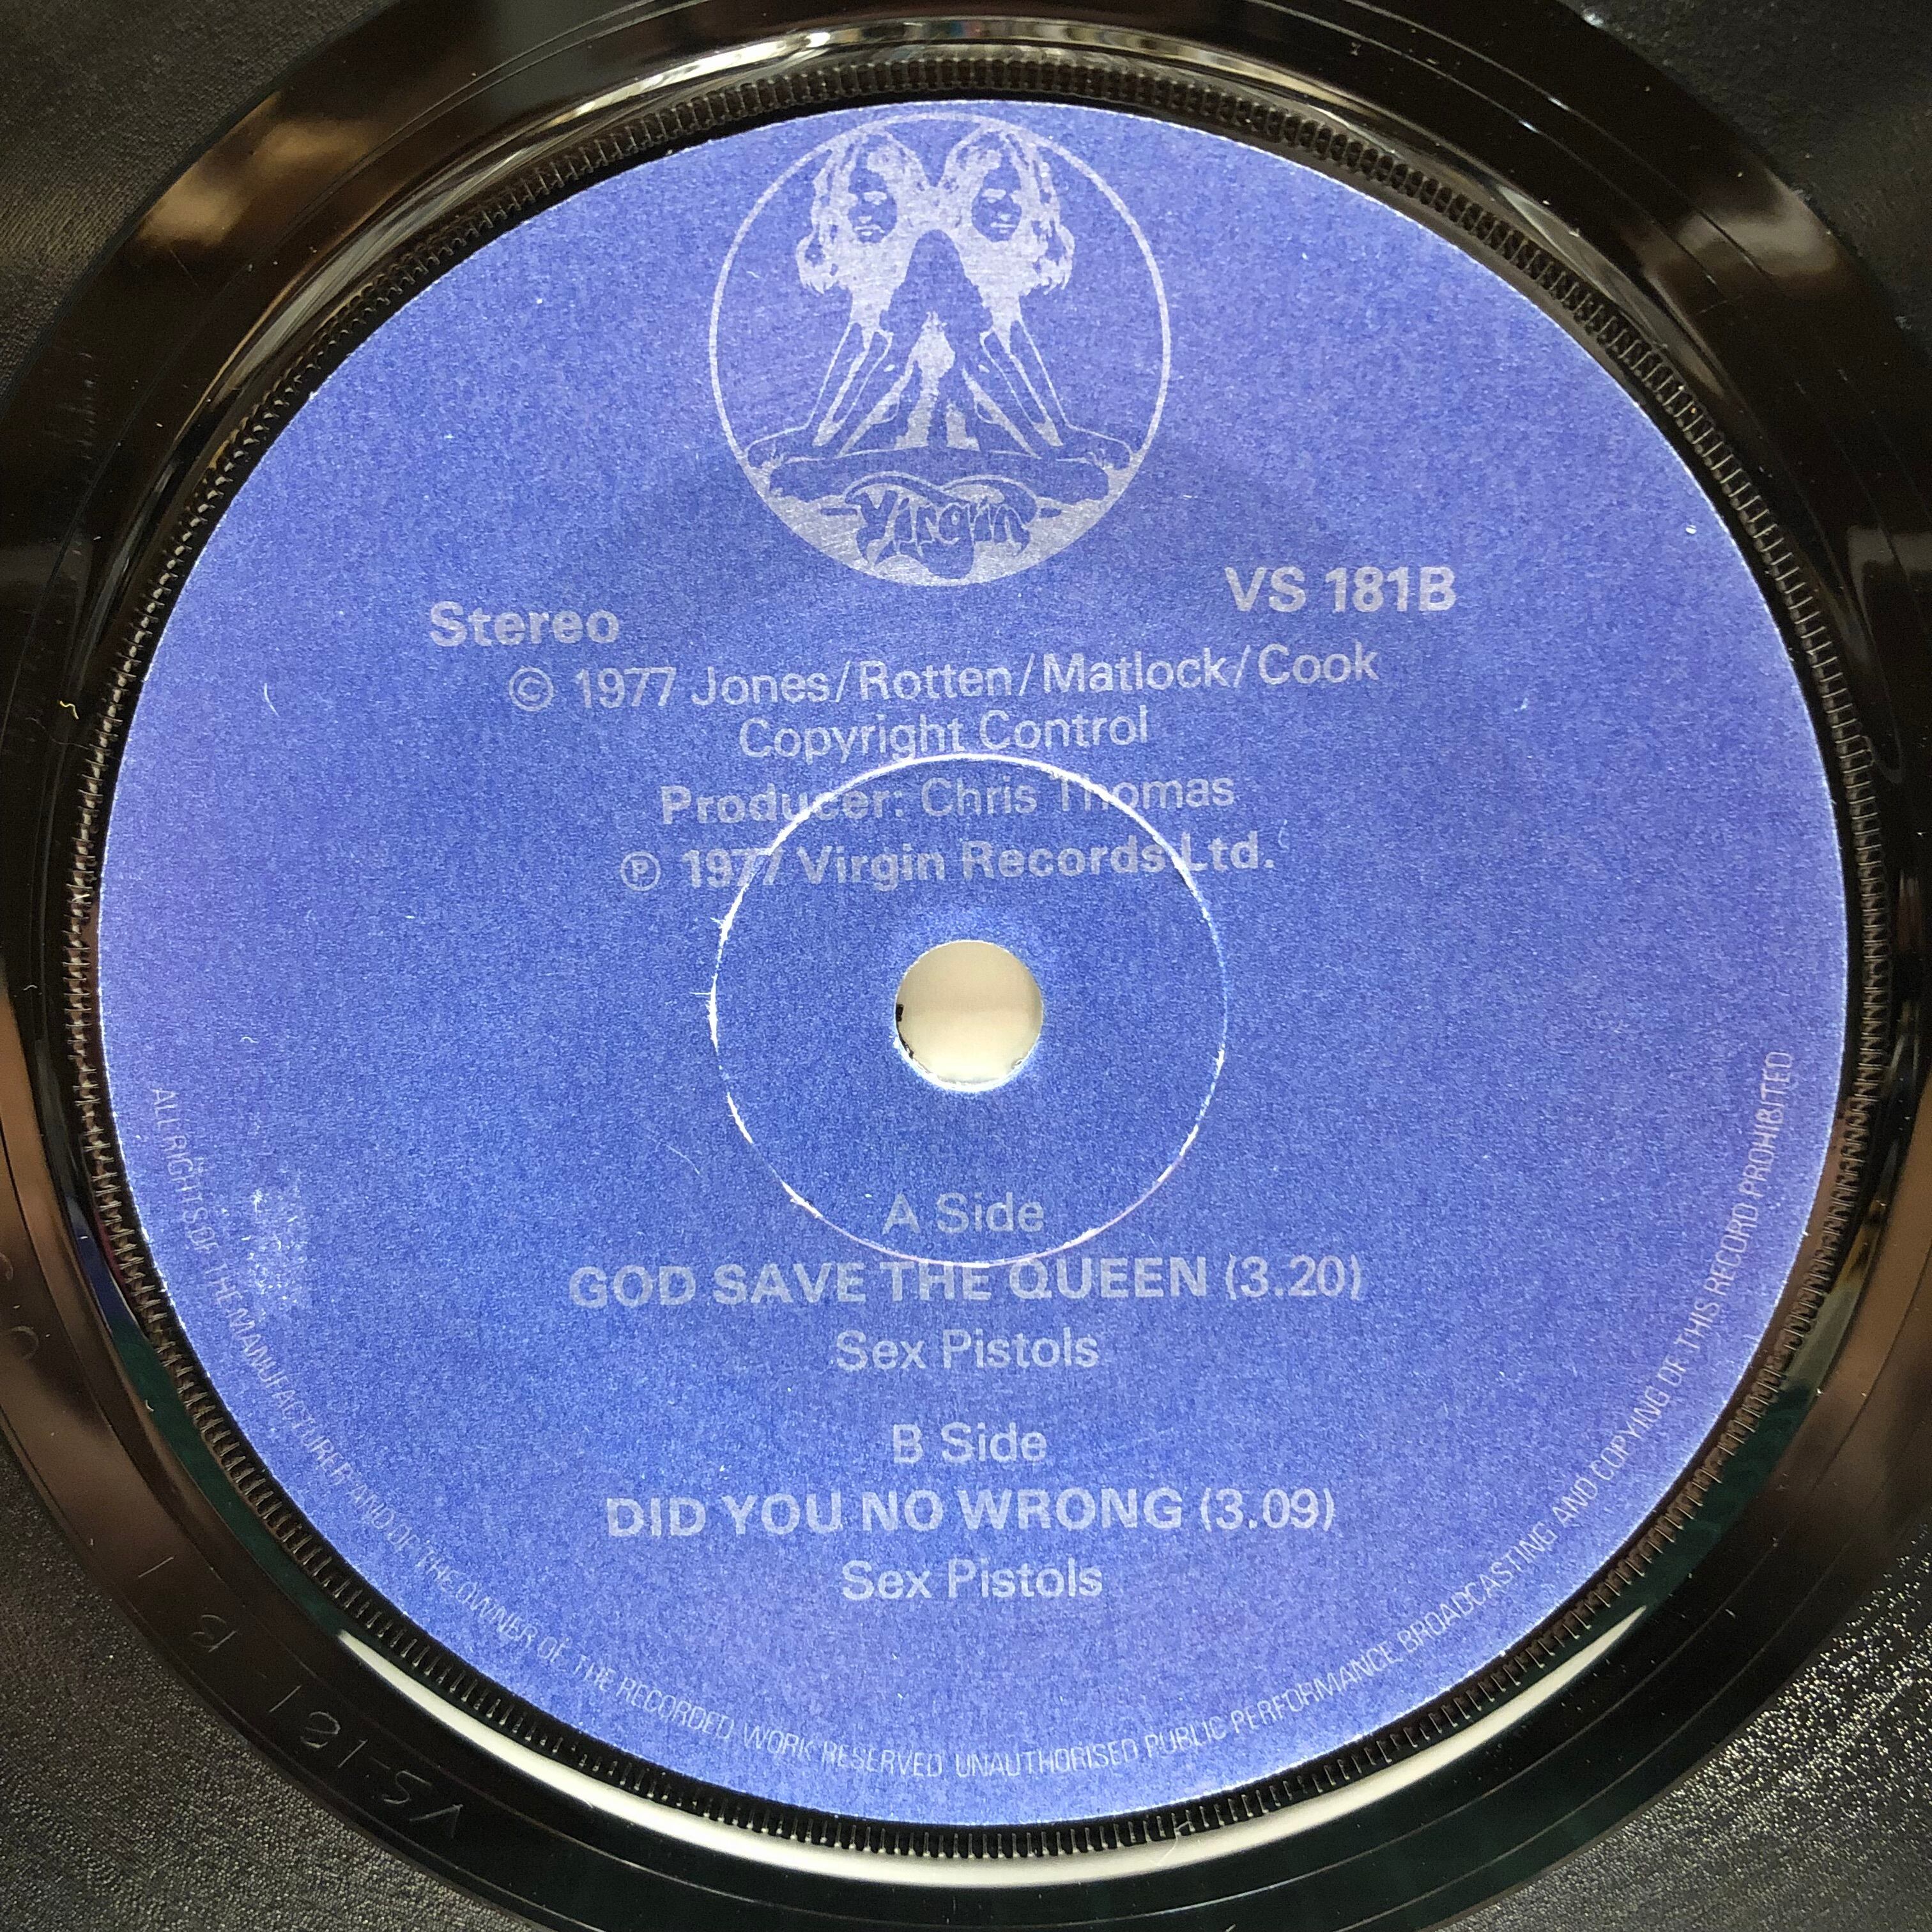 Virgin
Stereo
VS 181B
© 1977 Jones/Rotten/Matlock/Cook
Copyright Control
Producer: Chris Thomas
℗ 1977 Virgin Records Ltd.
A Side
GOD SAVE THE QUEEN (3.20)
Sex Pistols
B Side
DID YOU NO WRONG (3.09)
Sex Pistols
ALL RIGHTS OF THE MANUFACTURER AND OF THE OWNER OF THE RECORDED WORK RESERVED UNAUTHORISED PUBLIC PERFORMANCE BROADCASTING AND COPYING OF THIS RECORD PROHIBITED
VS-181 B